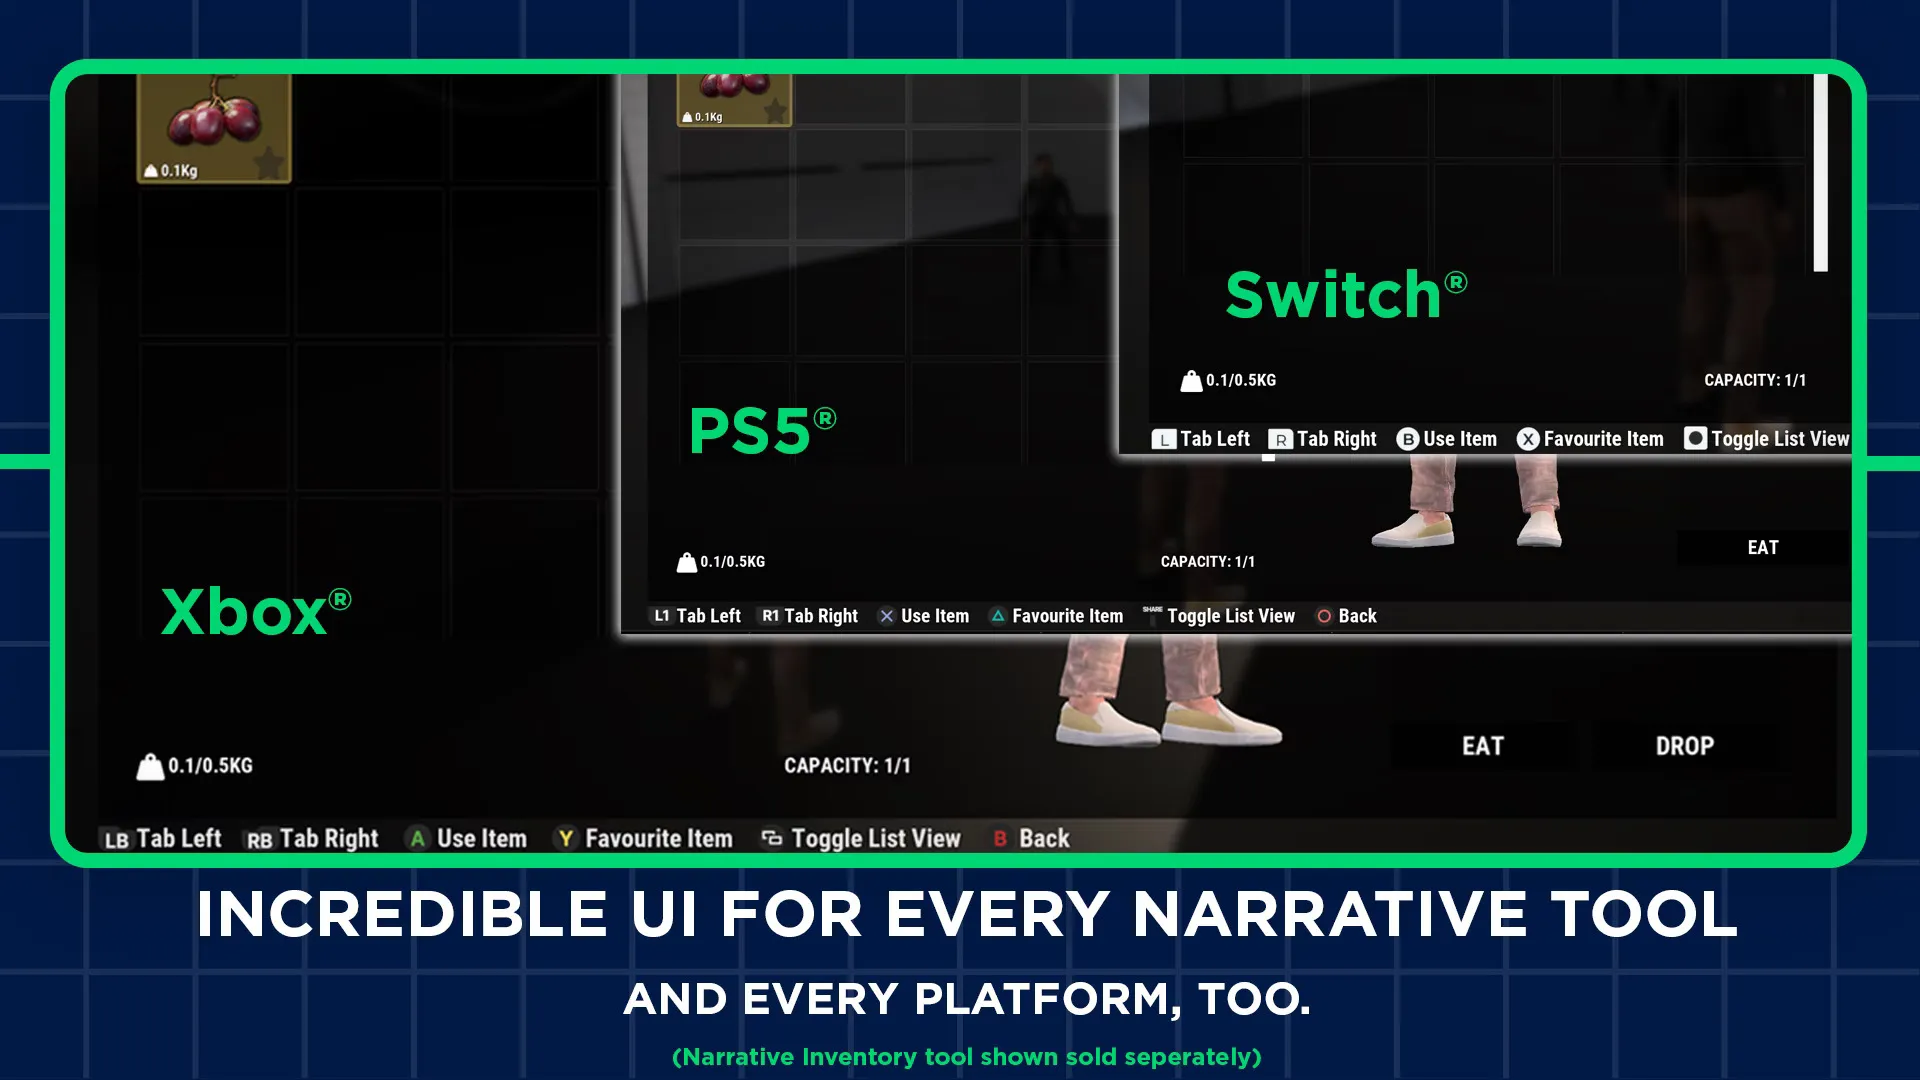 0.1Kg
0.1Kg
Switch®
0.1/0.5KG CAPACITY: 1/1
L Tab Left R Tab Right B Use Item X Favourite Item Toggle List View
PS5®
EAT
0.1/0.5KG CAPACITY: 1/1
L1 Tab Left R1 Tab Right Use Item Favourite Item SHARE Toggle List View Back
Xbox®
EAT DROP
0.1/0.5KG CAPACITY: 1/1
LB Tab Left RB Tab Right A Use Item Y Favourite Item Toggle List View B Back
INCREDIBLE UI FOR EVERY NARRATIVE TOOL
AND EVERY PLATFORM, TOO.
(Narrative Inventory tool shown sold seperately)